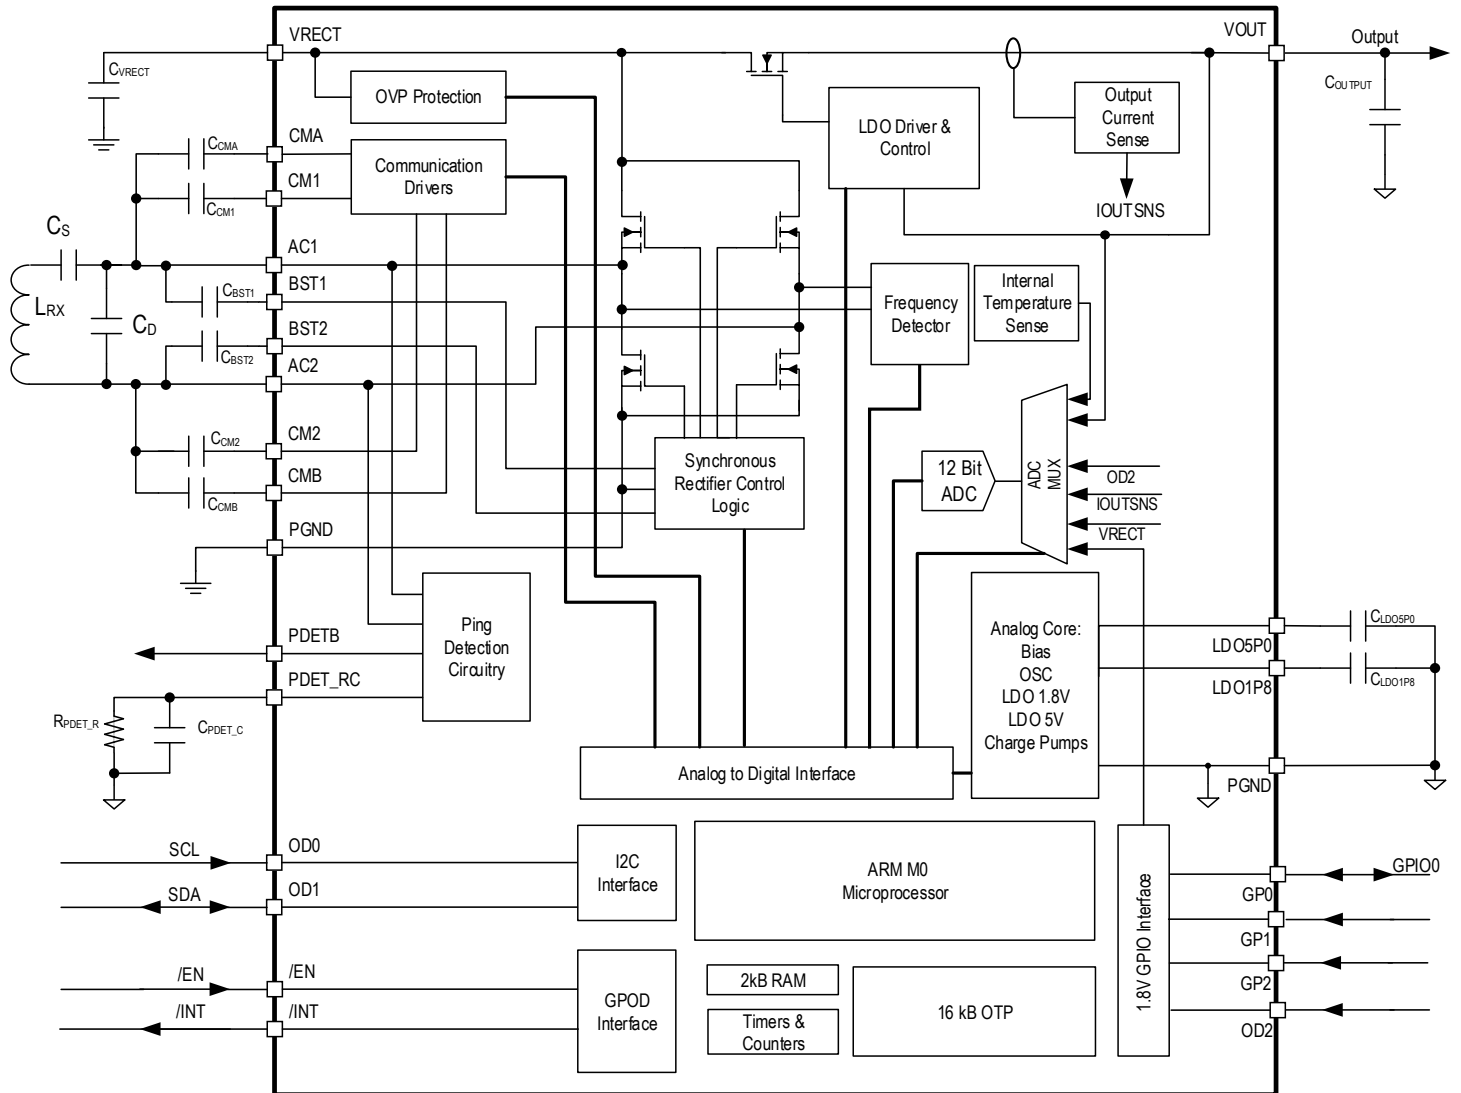 VRECT
VOUT
Output
CVRECT
OVP Protection
COUTPUT
Output
Current
Sense
LDO Driver &
Control
CMA
CCMA
Communication
Drivers
CM1
CCM1
IOUTSNS
CS
AC1
BST1
CBST1
LRX
CD
BST2
CBST2
AC2
Frequency
Detector
Internal
Temperature
Sense
CM2
CCM2
CMB
CCMB
Synchronous
Rectifier Control
Logic
12 Bit
ADC
ADC
MUX
OD2
IOUTSNS
VRECT
PGND
Ping
Detection
Circuitry
PDETB
PDET_RC
RPDET_R
CPDET_C
Analog Core:
Bias
OSC
LDO 1.8V
LDO 5V
Charge Pumps
LDO5P0
CLDO5P0
LDO1P8
CLDO1P8
PGND
Analog to Digital Interface
SCL
OD0
SDA
OD1
I2C
Interface
ARM M0
Microprocessor
1.8V GPIO Interface
GPIO0
GP0
GP1
GP2
OD2
/EN
/EN
/INT
/INT
GPOD
Interface
2kB RAM
Timers &
Counters
16 kB OTP